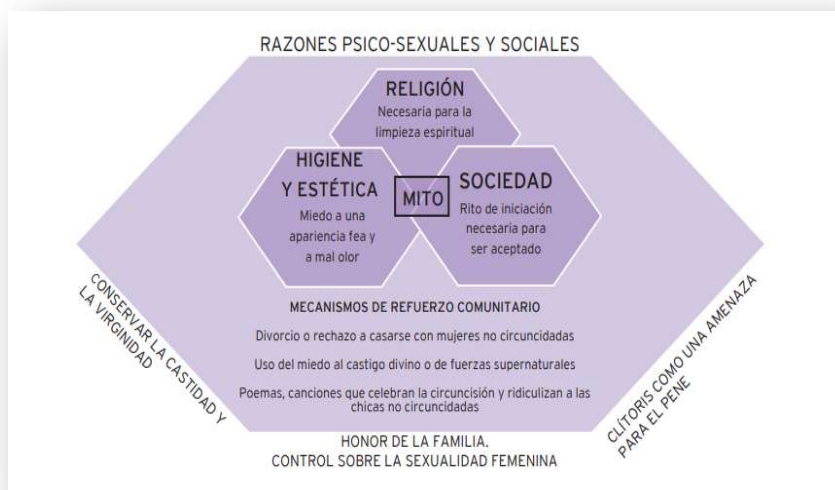 RAZONES PSICO-SEXUALES Y SOCIALES
RELIGIÓN
Necesaria para la
limpieza espiritual
HIGIENE
Y ESTÉTICA
Miedo a una
apariencia fea y
a mal olor
MITO
SOCIEDAD
Rito de iniciación
necesaria para
ser aceptado
MECANISMOS DE REFUERZO COMUNITARIO
Divorcio o rechazo a casarse con mujeres no circuncidadas
Uso del miedo al castigo divino o de fuerzas supernaturales
Poemas, canciones que celebran la circuncisión y ridiculizan a las
chicas no circuncidadas
CONSERVAR LA CASTIDAD Y
LA VIRGINIDAD
CLÍTORIS COMO UNA AMENAZA
PARA EL PENE
HONOR DE LA FAMILIA.
CONTROL SOBRE LA SEXUALIDAD FEMENINA